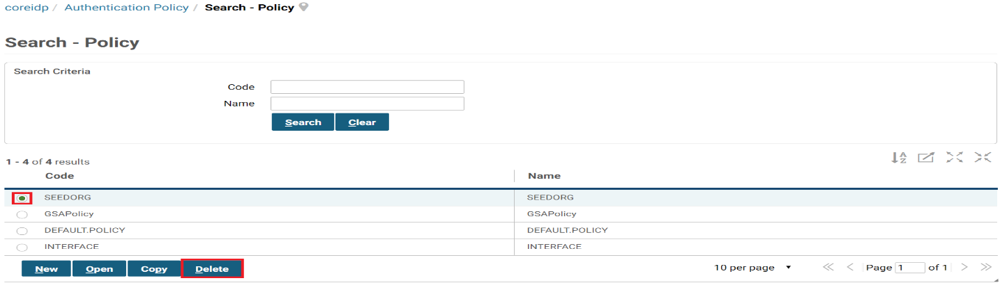 coreidp / Authentication Policy / Search - Policy
Search - Policy
Search Criteria
Code
Name
Search Clear
1 - 4 of 4 results
Code Name
SEEDORG SEEDORG
GSAPolicy GSAPolicy
DEFAULT.POLICY DEFAULT.POLICY
INTERFACE INTERFACE
New Open Copy Delete 10 per page Page 1 of 1